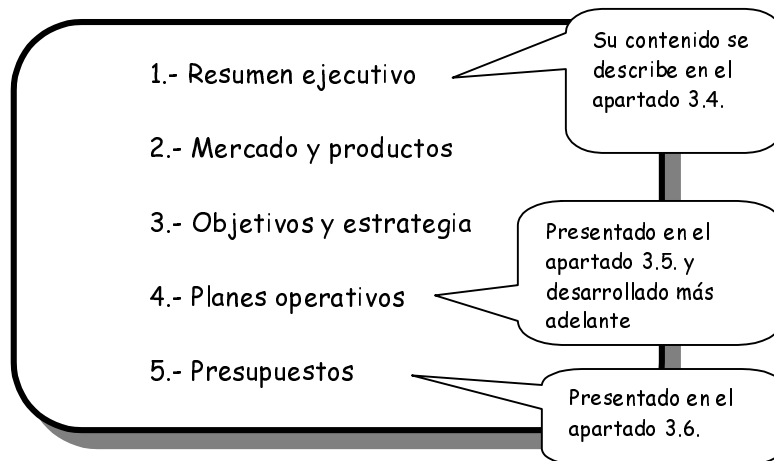 1.- Resumen ejecutivo
Su contenido se
describe en el
apartado 3.4.
2.- Mercado y productos
3.- Objetivos y estrategia
4.- Planes operativos
Presentado en el
apartado 3.5. y
desarrollado más
adelante
5.- Presupuestos
Presentado en el
apartado 3.6.